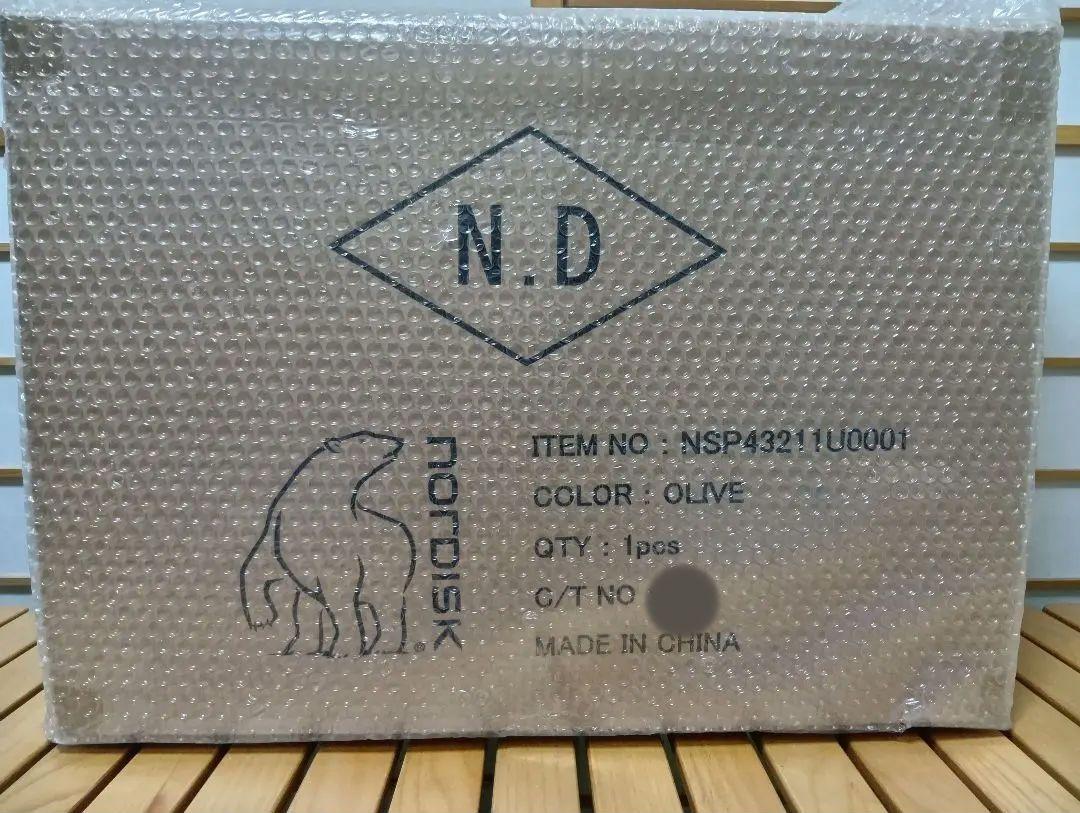 N.D
nordisk®
ITEM NO : NSP43211U0001
COLOR : OLIVE
QTY : 1pcs
C/T NO
MADE IN CHINA